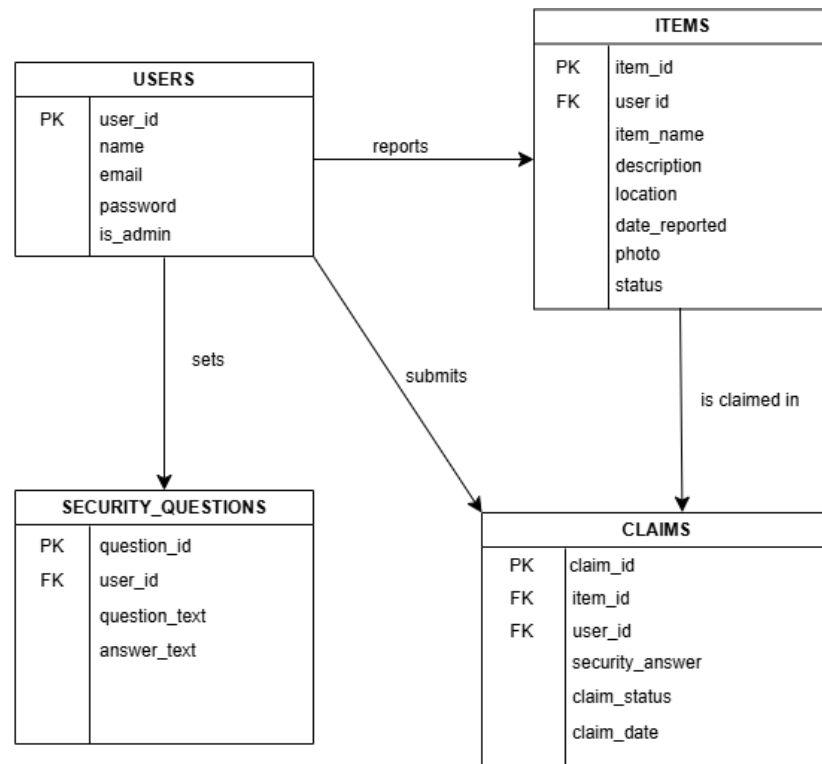 USERS
PK user_id
name
email
password
is_admin
reports
ITEMS
PK item_id
FK user id
item_name
description
location
date_reported
photo
status
sets
submits
is claimed in
SECURITY_QUESTIONS
PK question_id
FK user_id
question_text
answer_text
CLAIMS
PK claim_id
FK item_id
FK user_id
security_answer
claim_status
claim_date